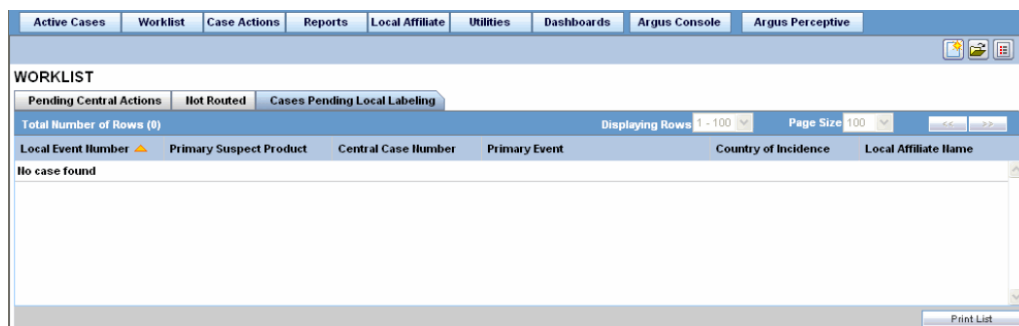 Active Cases Worklist Case Actions Reports Local Affiliate Utilities Dashboards Argus Console Argus Perceptive
WORKLIST
Pending Central Actions Not Routed Cases Pending Local Labeling
Total Number of Rows (0) Displaying Rows 1 - 100 Page Size 100 << >>
Local Event Number Primary Suspect Product Central Case Number Primary Event Country of Incidence Local Affiliate Name
No case found
Print List